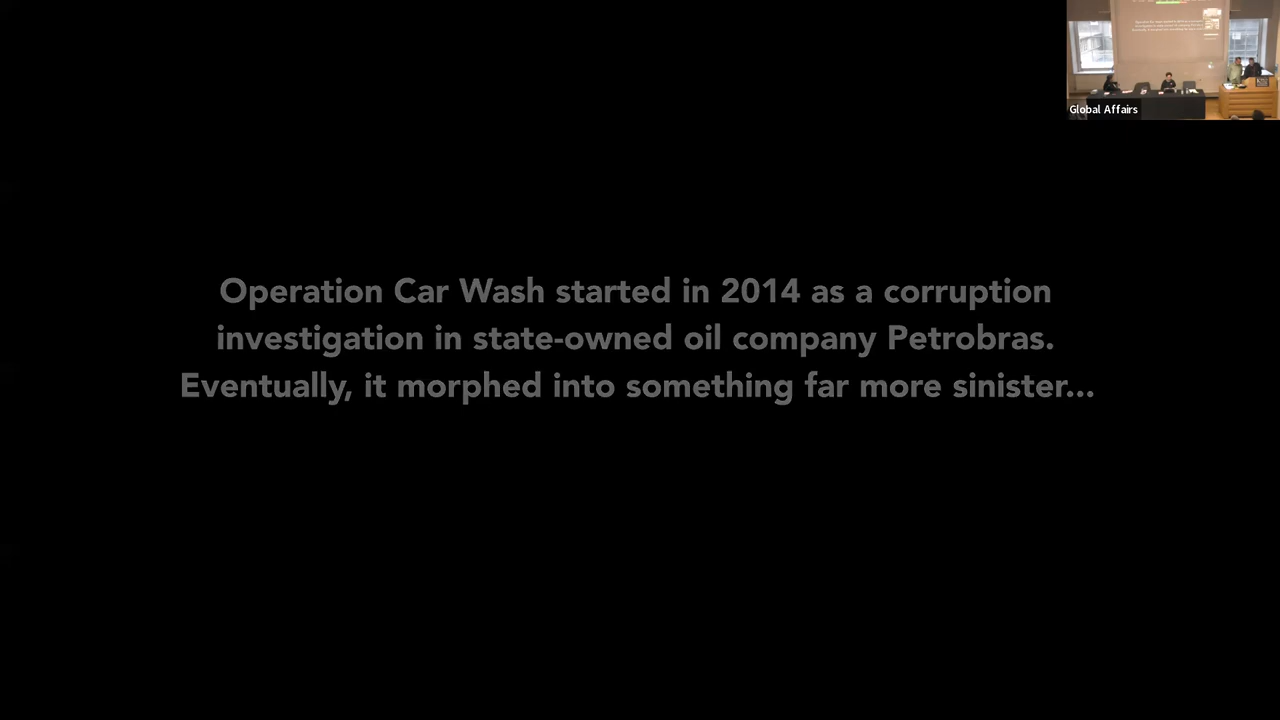 Global Affairs
Operation Car Wash started in 2014 as a corruption
investigation in state-owned oil company Petrobras.
Eventually, it morphed into something far more sinister...